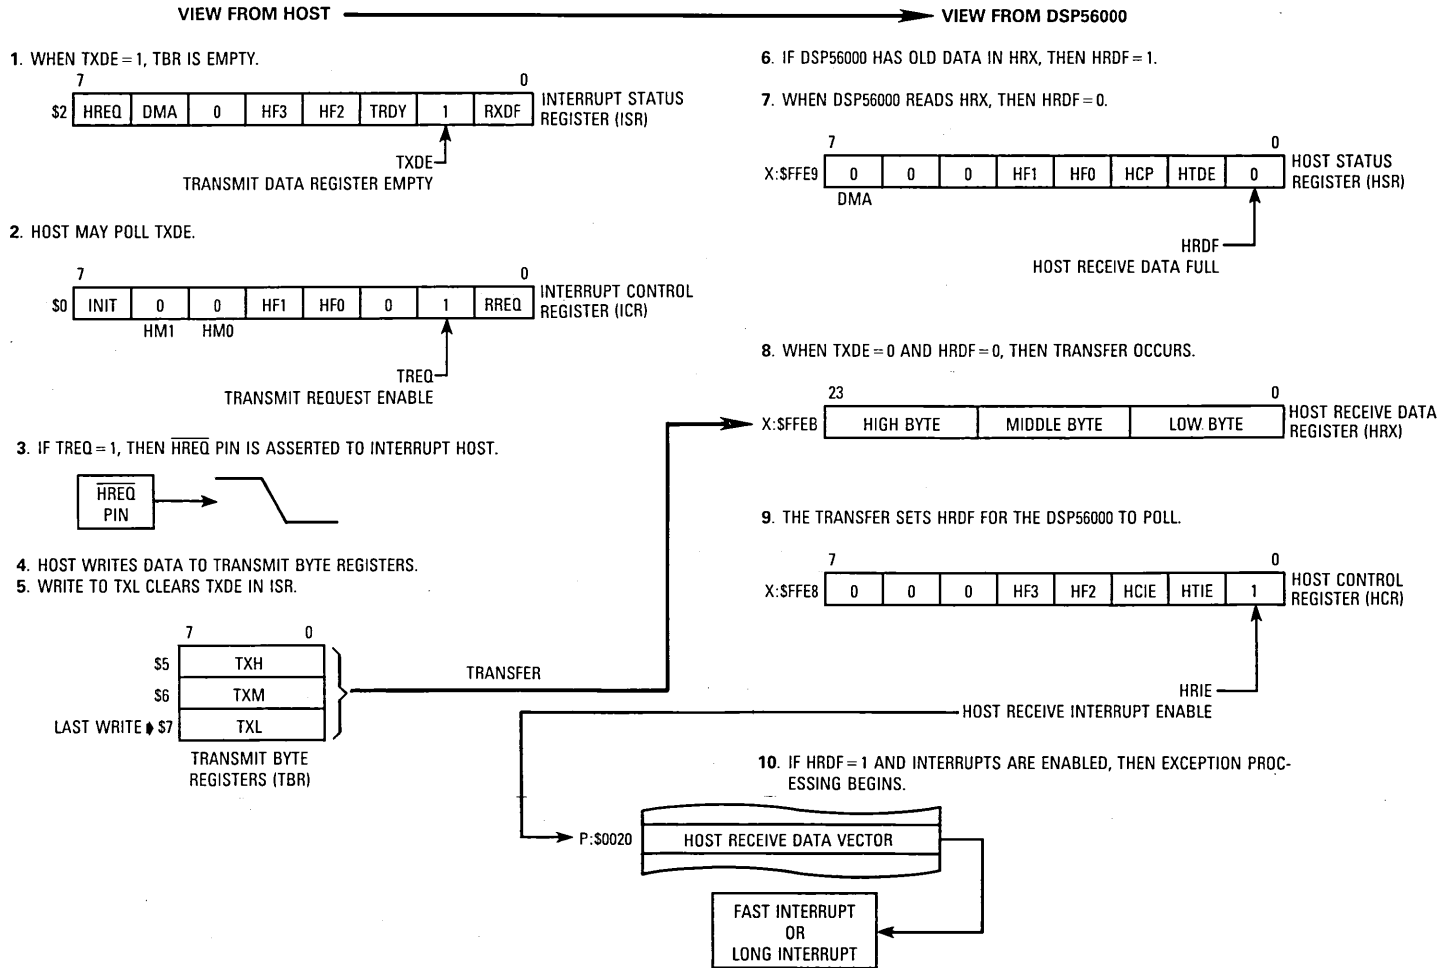 VIEW FROM HOST
VIEW FROM DSP56000
1. WHEN TXDE = 1, TBR IS EMPTY.
7 0
$2 HREQ DMA 0 HF3 HF2 TRDY 1 RXDF
INTERRUPT STATUS
REGISTER (ISR)
TXDE
TRANSMIT DATA REGISTER EMPTY
2. HOST MAY POLL TXDE.
7 0
$0 INIT 0 0 HF1 HF0 0 1 RREQ
INTERRUPT CONTROL
REGISTER (ICR)
HM1 HM0
TREQ
TRANSMIT REQUEST ENABLE
3. IF TREQ = 1, THEN HREQ PIN IS ASSERTED TO INTERRUPT HOST.
HREQ
PIN
4. HOST WRITES DATA TO TRANSMIT BYTE REGISTERS.
5. WRITE TO TXL CLEARS TXDE IN ISR.
7 0
$5 TXH
$6 TXM
LAST WRITE $7 TXL
TRANSMIT BYTE
REGISTERS (TBR)
TRANSFER
6. IF DSP56000 HAS OLD DATA IN HRX, THEN HRDF = 1.
7. WHEN DSP56000 READS HRX, THEN HRDF = 0.
7 0
X:$FFE9 0 0 0 HF1 HF0 HCP HTDE 0
HOST STATUS
REGISTER (HSR)
DMA
HRDF
HOST RECEIVE DATA FULL
8. WHEN TXDE = 0 AND HRDF = 0, THEN TRANSFER OCCURS.
23 0
X:$FFEB HIGH BYTE MIDDLE BYTE LOW BYTE
HOST RECEIVE DATA
REGISTER (HRX)
9. THE TRANSFER SETS HRDF FOR THE DSP56000 TO POLL.
7 0
X:$FFE8 0 0 0 HF3 HF2 HCIE HTIE 1
HOST CONTROL
REGISTER (HCR)
HRIE
HOST RECEIVE INTERRUPT ENABLE
10. IF HRDF = 1 AND INTERRUPTS ARE ENABLED, THEN EXCEPTION PROC-
ESSING BEGINS.
P:$0020 HOST RECEIVE DATA VECTOR
FAST INTERRUPT
OR
LONG INTERRUPT